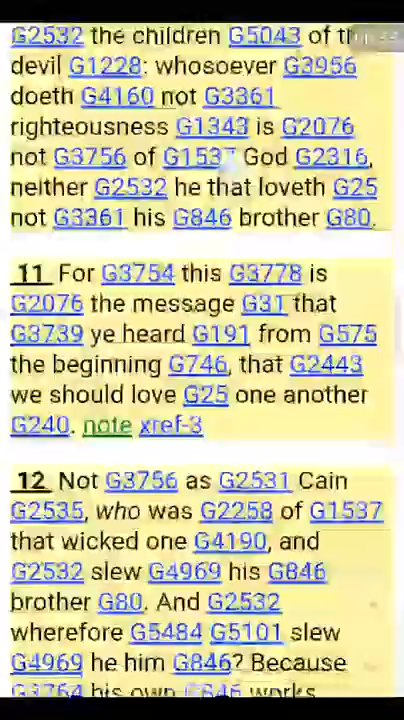 G2532 the children G5043 of
devil G1228: whosoever G3956
doeth G4160 not G3361
righteousness G1343 is G2076
not G3756 of G1537 God G2316,
neither G2532 he that loveth G25
not G3361 his G846 brother G80.
11 For G3754 this G3778 is
G2076 the message G31 that
G3739 ye heard G191 from G575
the beginning G746, that G2443
we should love G25 one another
G240. note xref-3
12 Not G3756 as G2531 Cain
G2535, who was G2258 of G1537
that wicked one G4190, and
G2532 slew G4969 his G846
brother G80. And G2532
wherefore G5484 G5101 slew
G4969 he him G846? Because
his own G846 works